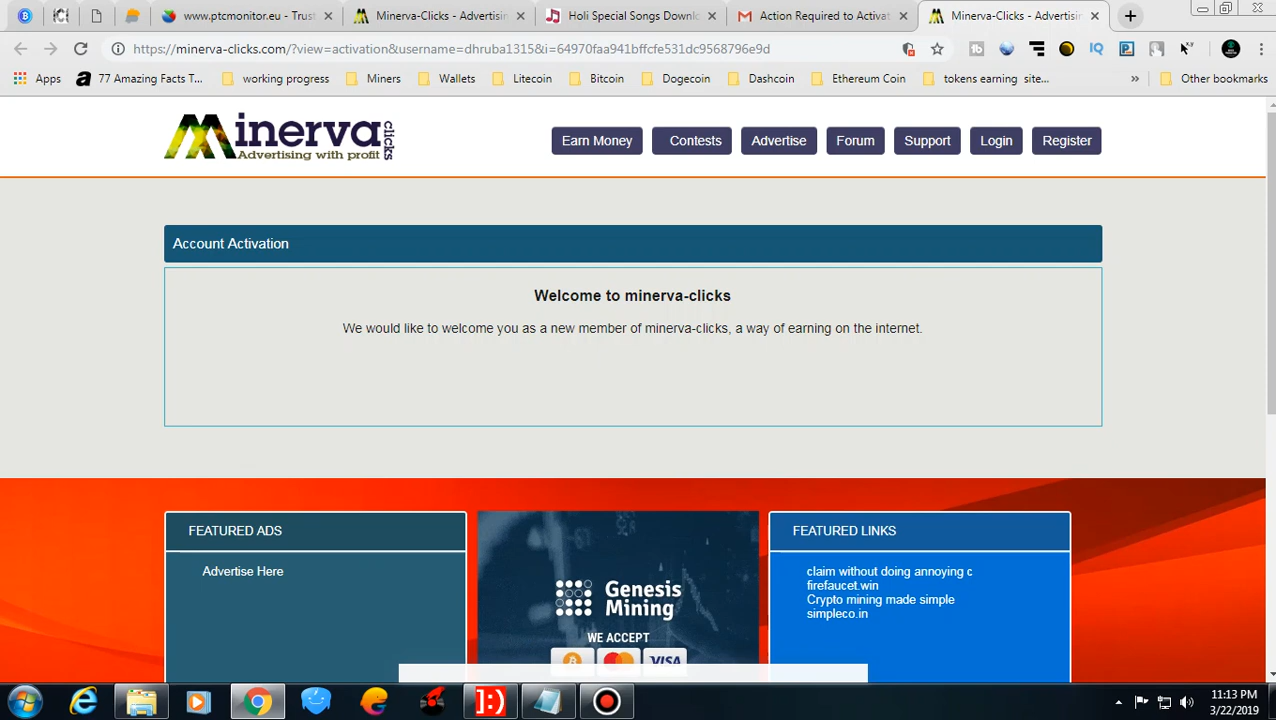 www.ptcmonitor.eu - Trust
Minerva-Clicks - Advertisin
Holi Special Songs Downlo
Action Required to Activat
Minerva-Clicks - Advertisin
https://minerva-clicks.com/?view=activation&username=dhruba1315&i=64970faa941bffcfe531dc9568796e9d
Apps
77 Amazing Facts T...
working progress
Miners
Wallets
Litecoin
Bitcoin
Dogecoin
Dashcoin
Ethereum Coin
tokens earning site...
»
Other bookmarks
Minerva clicks
Advertising with profit
Earn Money
Contests
Advertise
Forum
Support
Login
Register
Account Activation
Welcome to minerva-clicks
We would like to welcome you as a new member of minerva-clicks, a way of earning on the internet.
FEATURED ADS
Advertise Here
Genesis
Mining
WE ACCEPT
VISA
FEATURED LINKS
claim without doing annoying c
firefaucet.win
Crypto mining made simple
simpleco.in
]:)
11:13 PM
3/22/2019